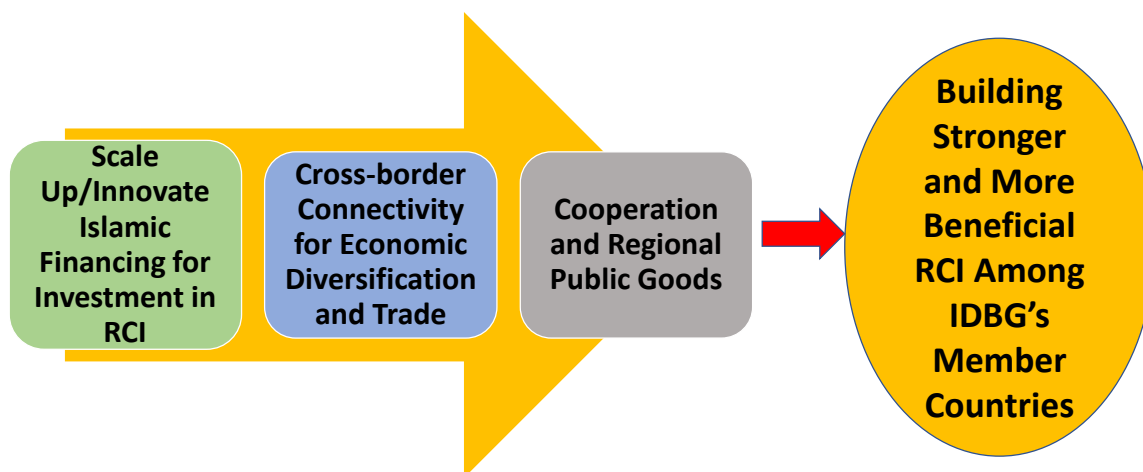 Scale
Up/Innovate
Islamic
Financing for
Investment in
RCI
Cross-border
Connectivity
for Economic
Diversification
and Trade
Cooperation
and Regional
Public Goods
Building
Stronger
and More
Beneficial
RCI Among
IDBG’s
Member
Countries